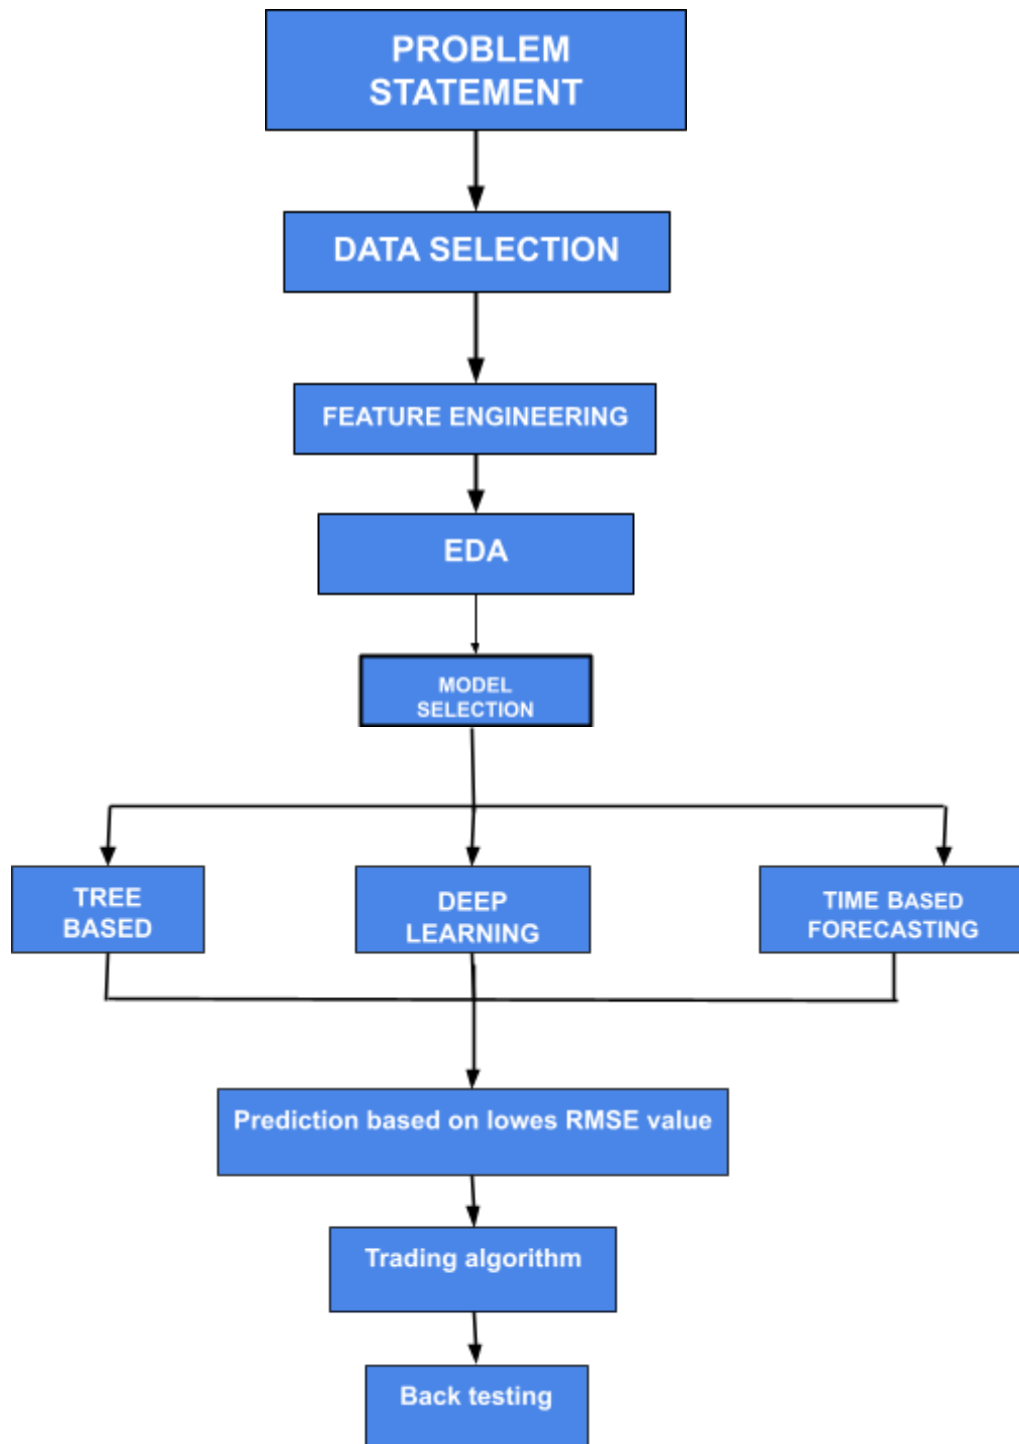 PROBLEM
STATEMENT
DATA SELECTION
FEATURE ENGINEERING
EDA
MODEL
SELECTION
TREE
BASED
DEEP
LEARNING
TIME BASED
FORECASTING
Prediction based on lowes RMSE value
Trading algorithm
Back testing